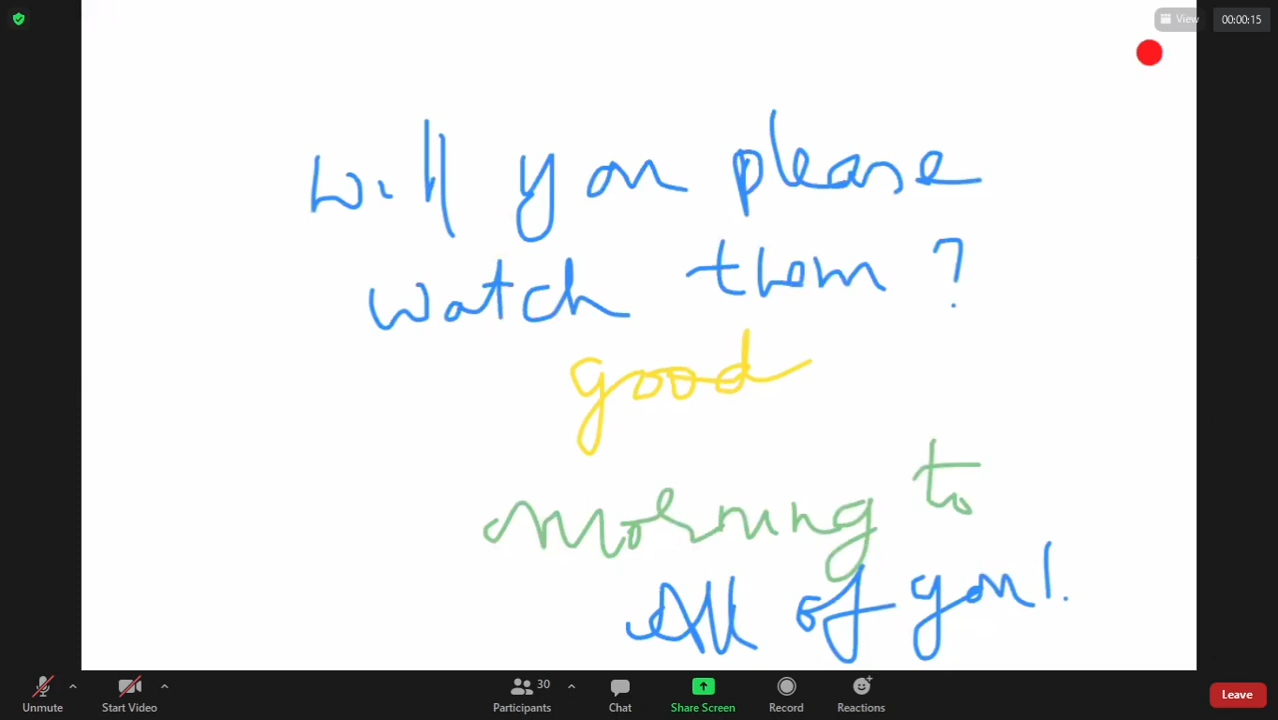 View
00:00:15
Will you please
watch them?
good
morning to
All of you!
Unmute
Start Video
30
Participants
Chat
Share Screen
Record
Reactions
Leave